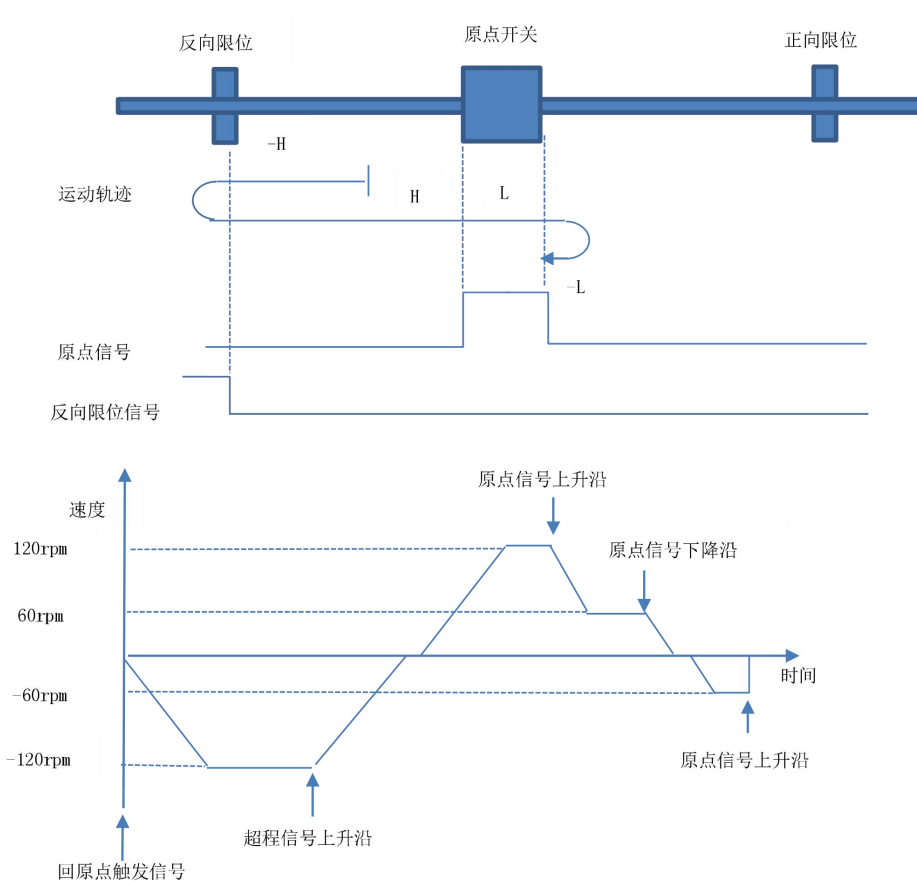 反向限位
原点开关
正向限位
-H
运动轨迹
H
L
-L
原点信号
反向限位信号
原点信号上升沿
速度
120rpm
原点信号下降沿
60rpm
时间
-60rpm
-120rpm
原点信号上升沿
超程信号上升沿
回原点触发信号